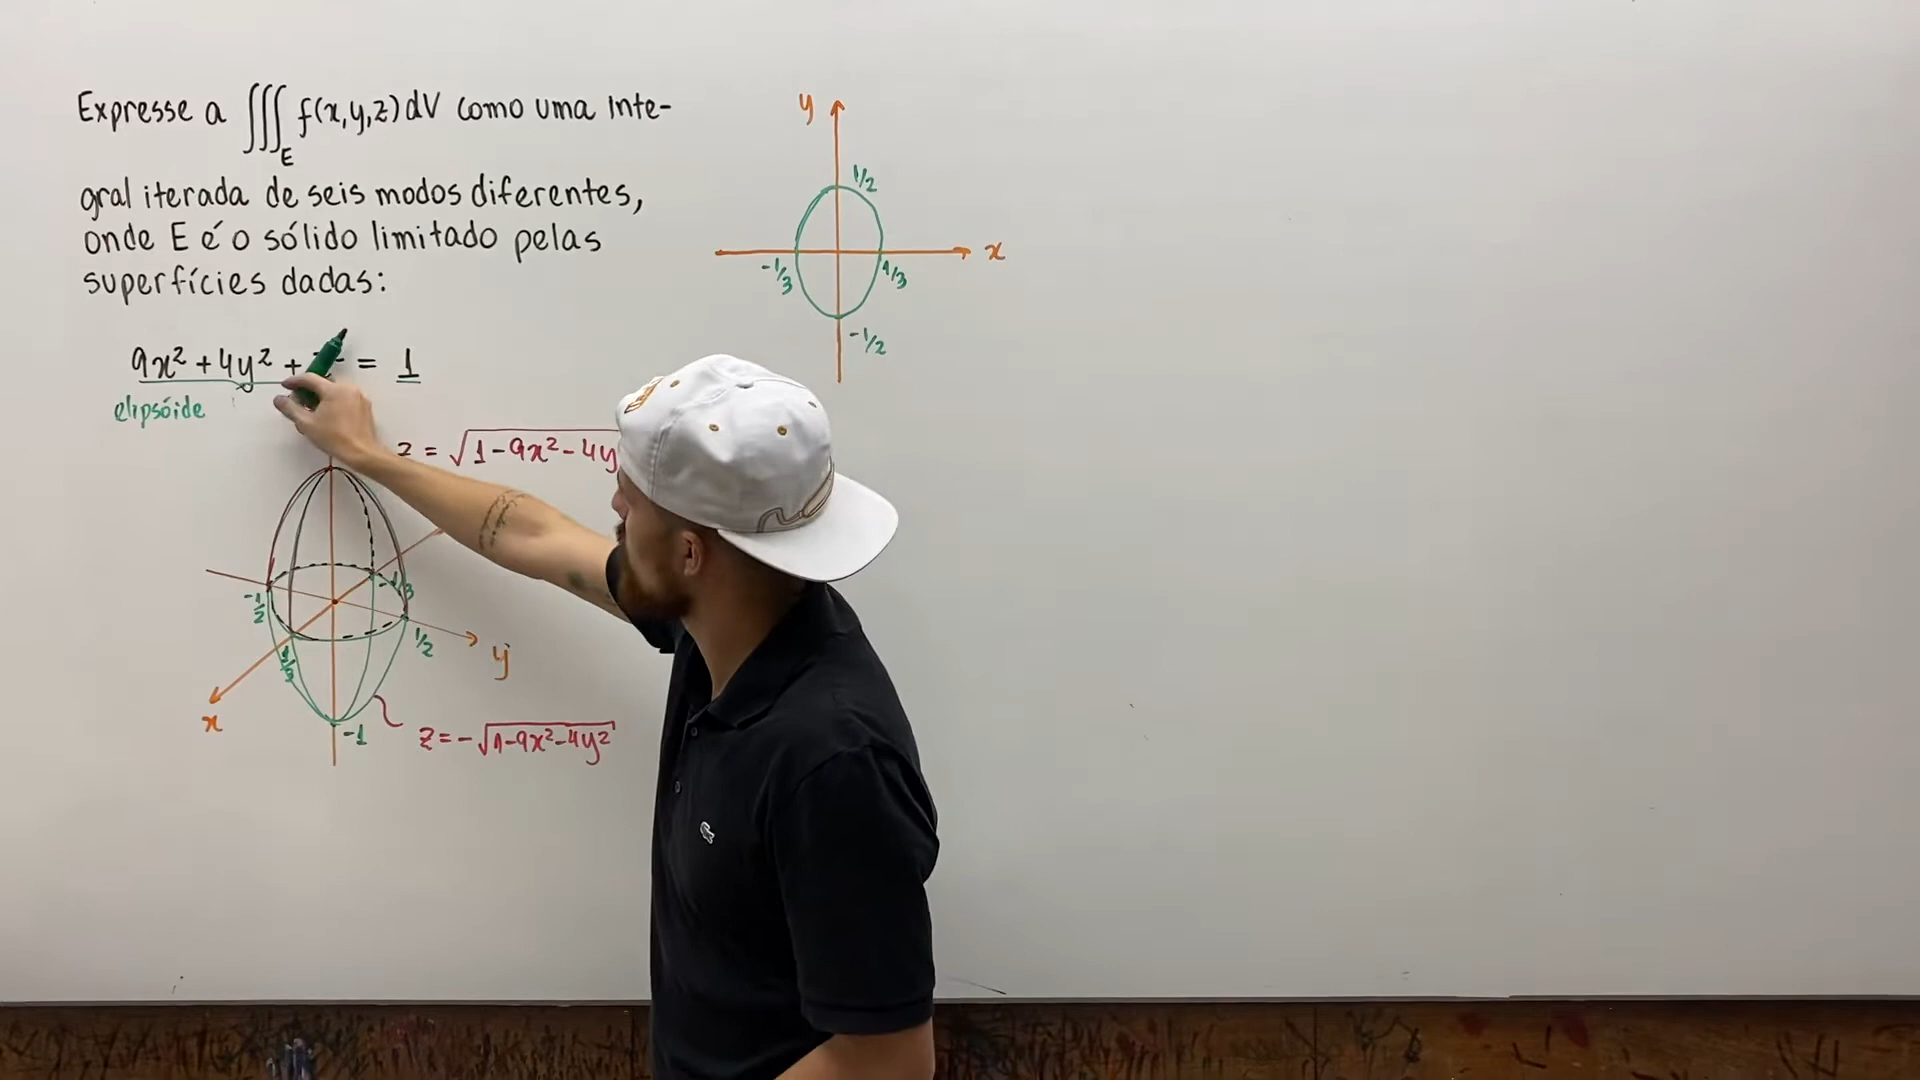 Expresse a ∭_E f(x,y,z) dV como uma inte-
gral iterada de seis modos diferentes,
onde E é o sólido limitado pelas
superfícies dadas:
9x² + 4y² + = 1
elipsóide
z = √1-9x²-4y
-1/2
-1/3
1/2
y
x
-1
z = -√1-9x²-4y²
y
1/2
x
-1/3
1/3
-1/2